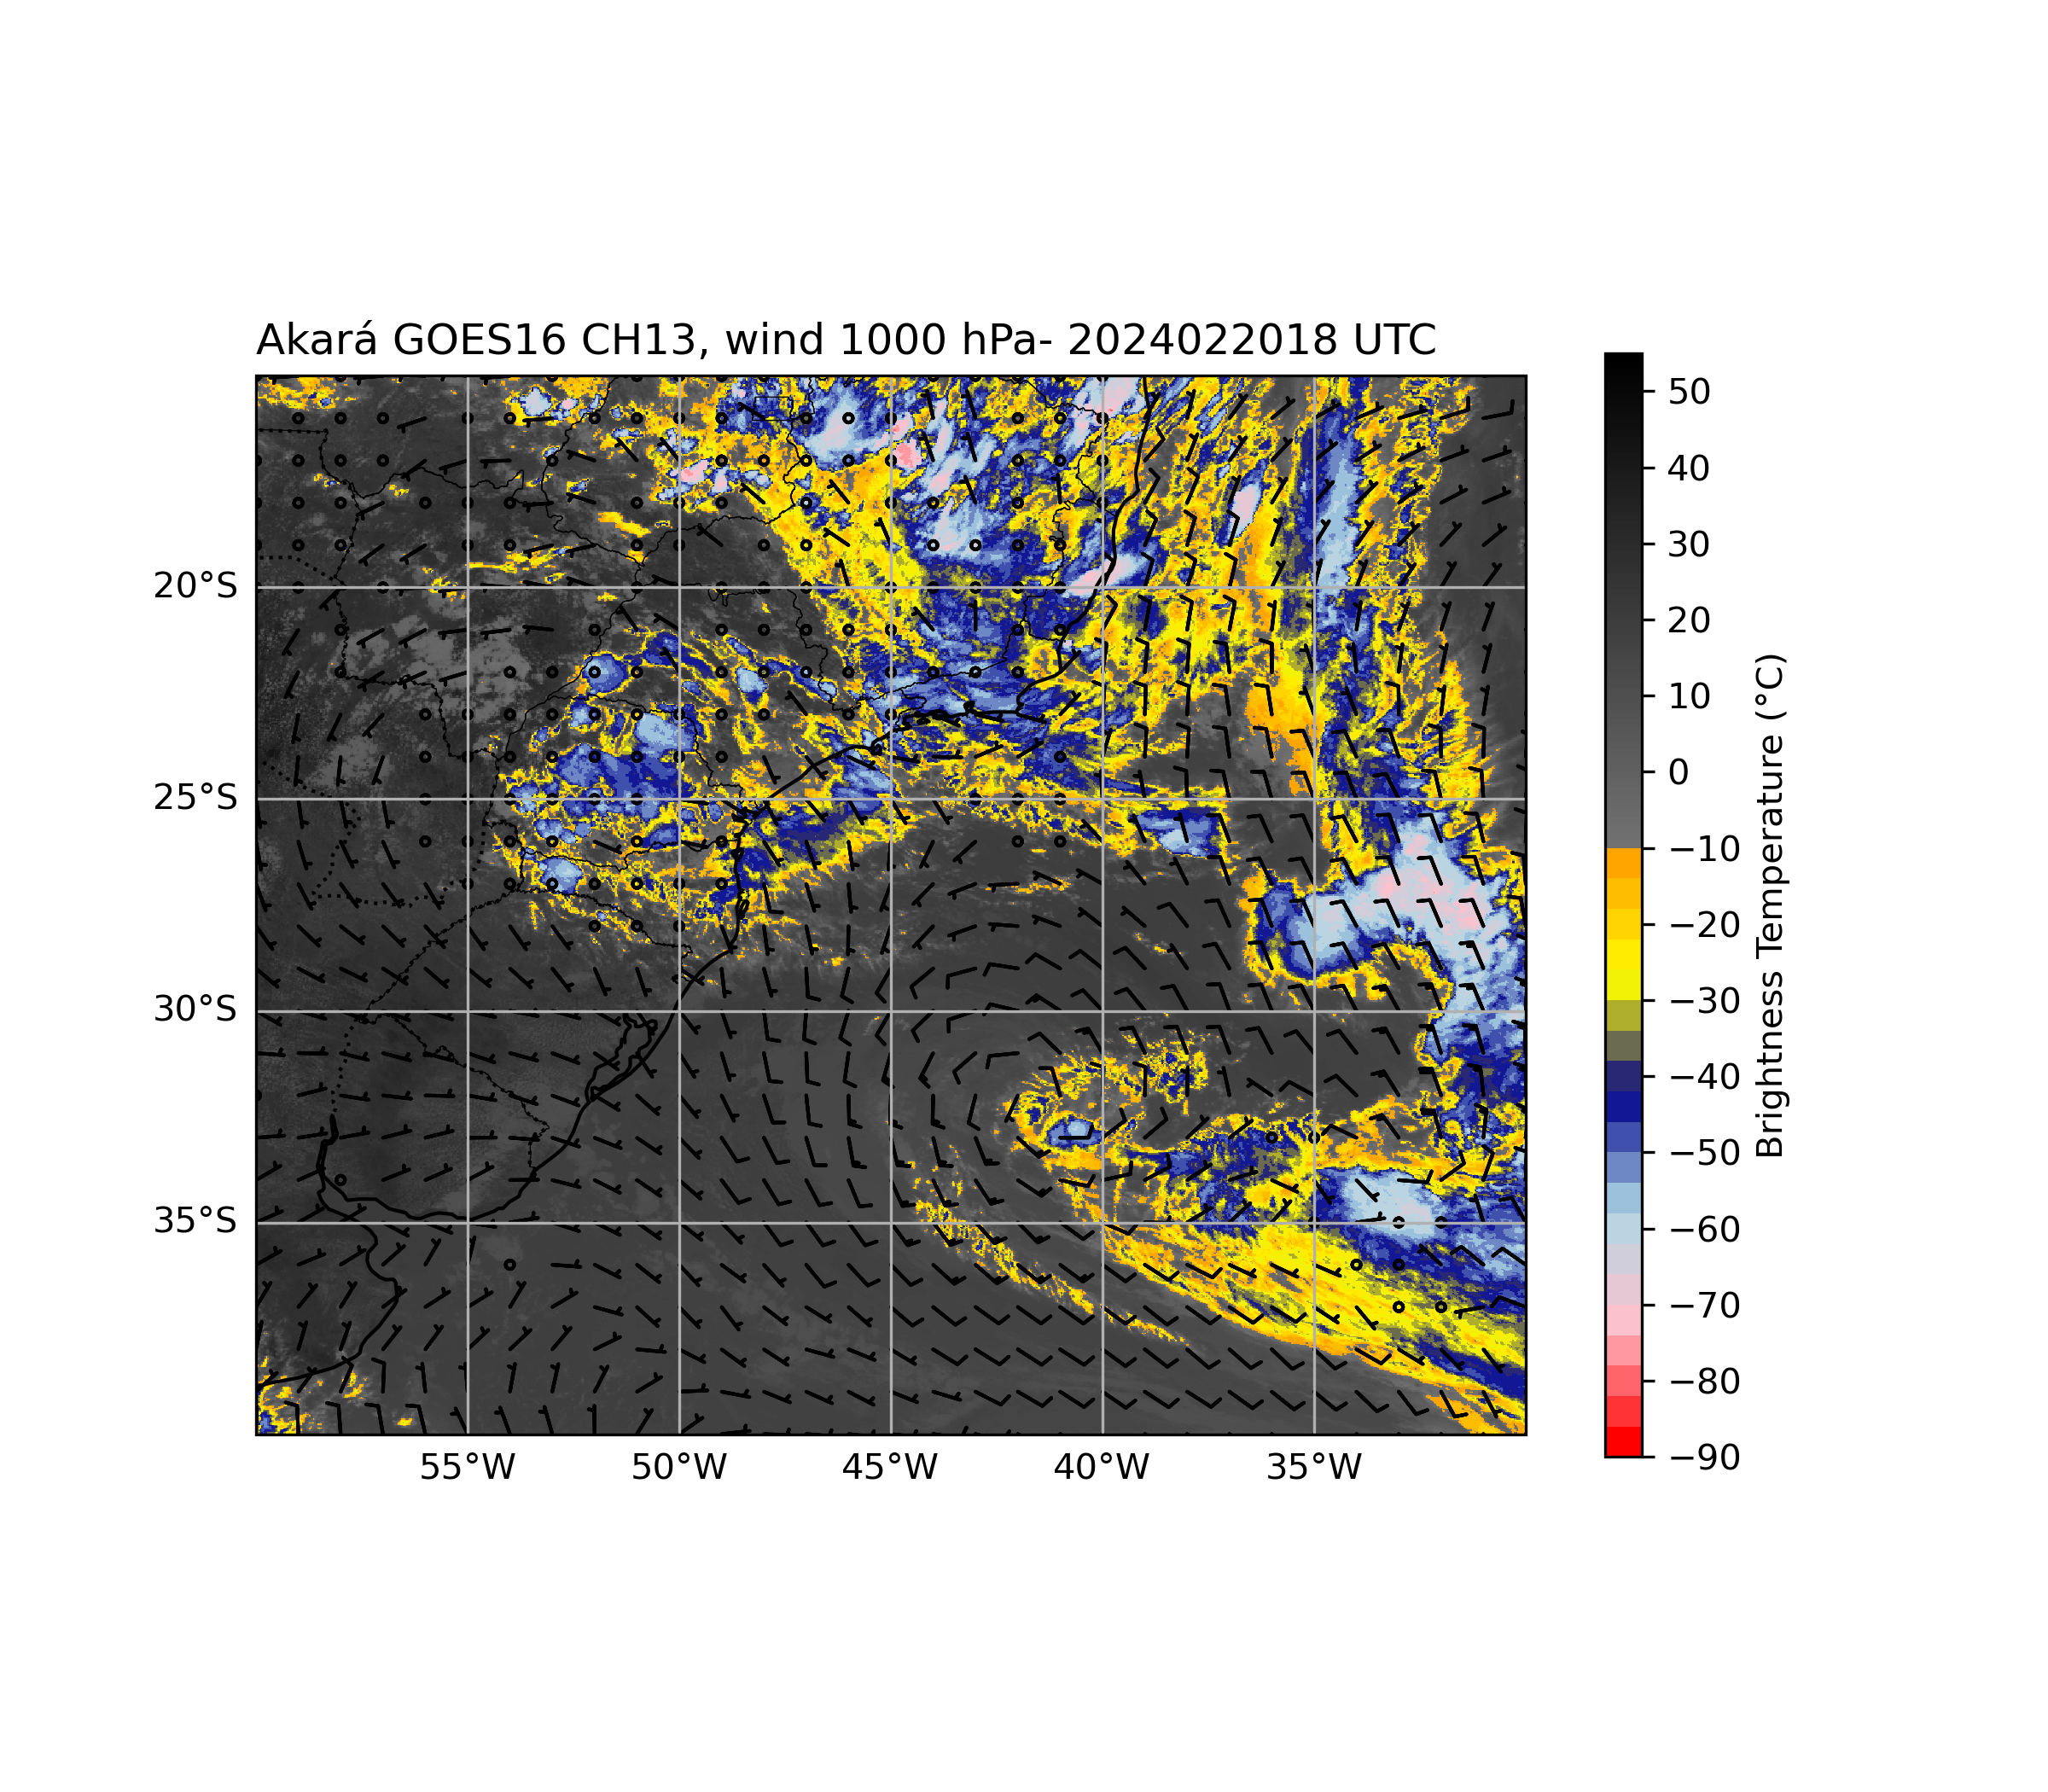 Akará GOES16 CH13, wind 1000 hPa- 2024022018 UTC
20°S
25°S
30°S
35°S
55°W
50°W
45°W
40°W
35°W
50
40
30
20
10
0
−10
−20
−30
−40
−50
−60
−70
−80
−90
Brightness Temperature (°C)